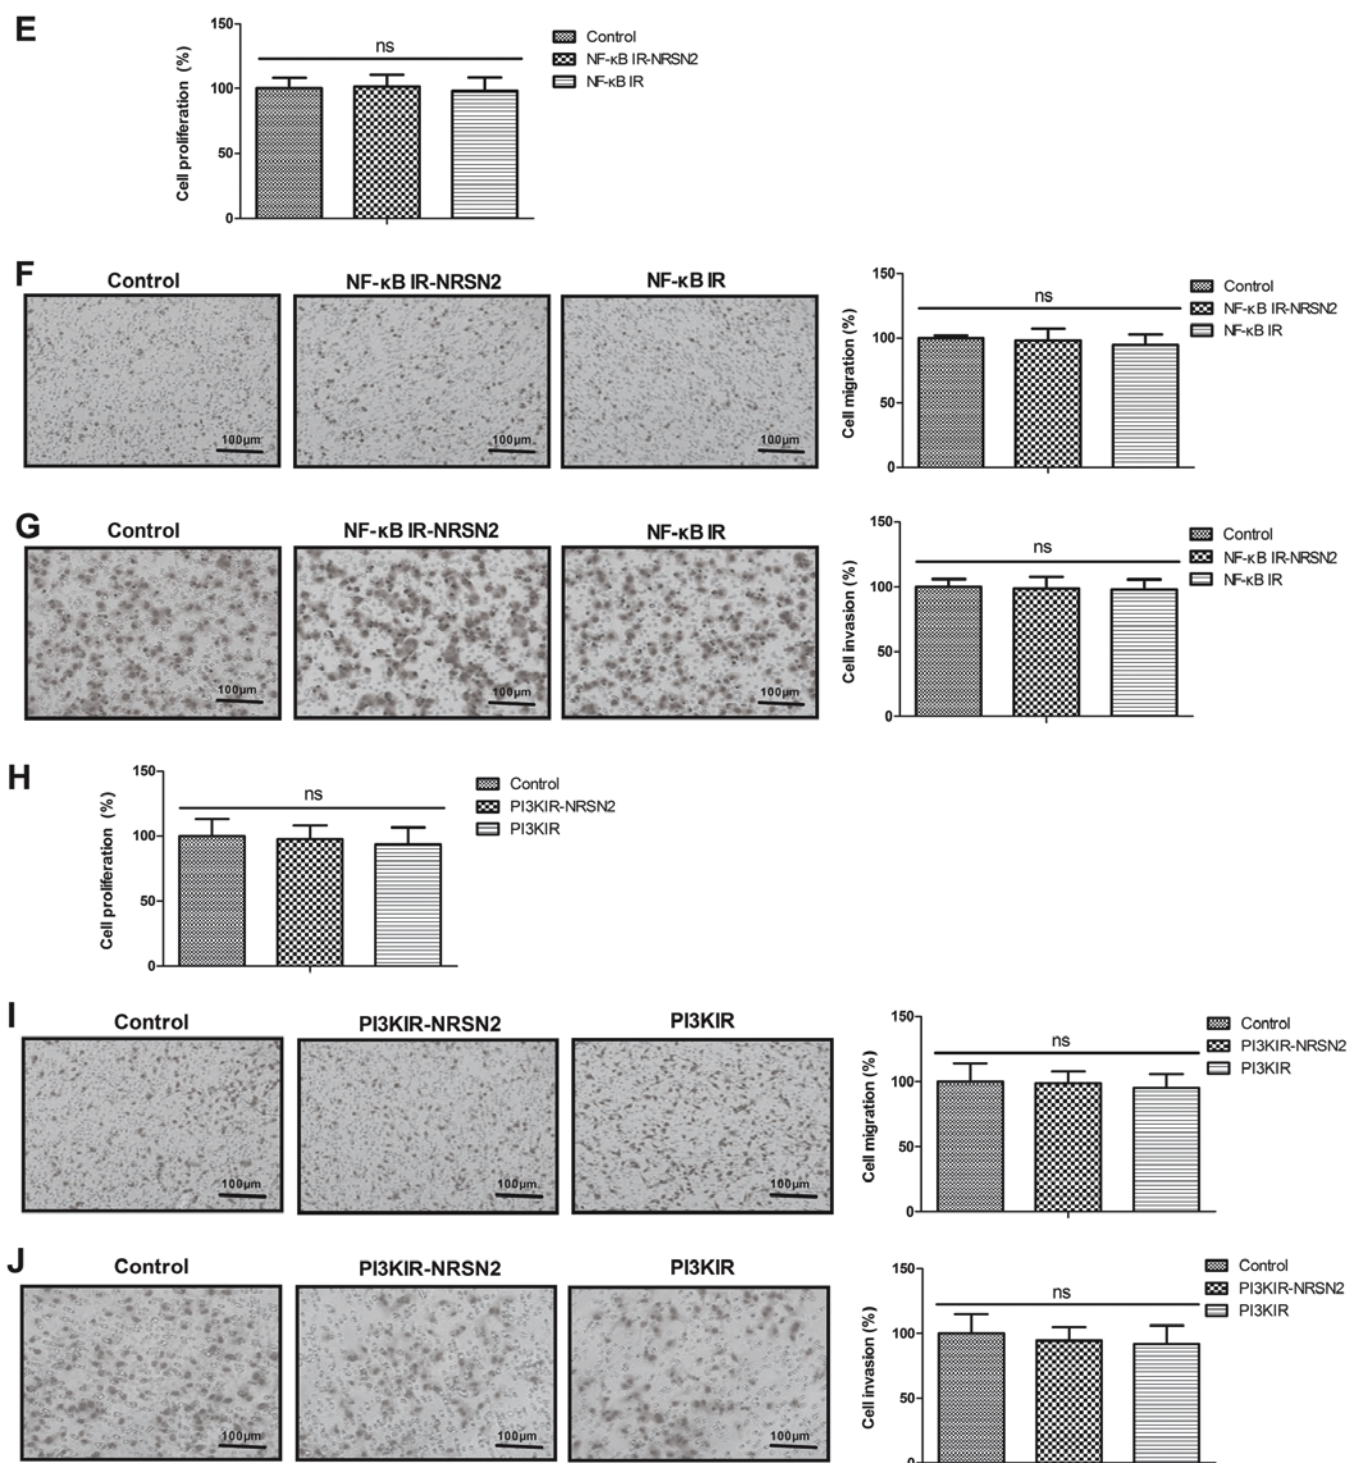 E
150
100
50
0
Cell proliferation (%)
ns
Control
NF-κB IR-NRSN2
NF-κB IR
F
Control
NF-κB IR-NRSN2
NF-κB IR
100μm
100μm
100μm
150
100
50
0
Cell migration (%)
ns
Control
NF-κB IR-NRSN2
NF-κB IR
G
Control
NF-κB IR-NRSN2
NF-κB IR
100μm
100μm
100μm
150
100
50
0
Cell invasion (%)
ns
Control
NF-κB IR-NRSN2
NF-κB IR
H
150
100
50
0
Cell proliferation (%)
ns
Control
PI3KIR-NRSN2
PI3KIR
I
Control
PI3KIR-NRSN2
PI3KIR
100μm
100μm
100μm
150
100
50
0
Cell migration (%)
ns
Control
PI3KIR-NRSN2
PI3KIR
J
Control
PI3KIR-NRSN2
PI3KIR
100μm
100μm
100μm
150
100
50
0
Cell invasion (%)
ns
Control
PI3KIR-NRSN2
PI3KIR